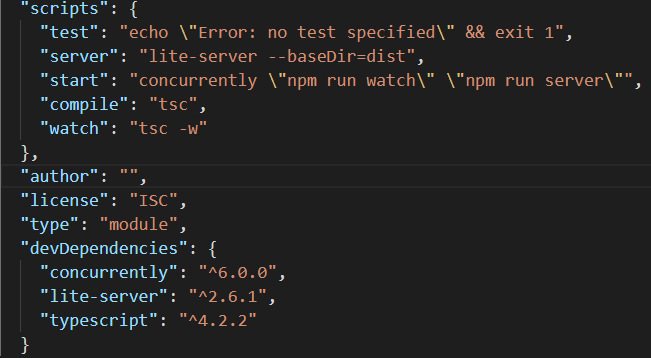 "scripts": {
"test": "echo \"Error: no test specified\" && exit 1",
"server": "lite-server --baseDir=dist",
"start": "concurrently \"npm run watch\" \"npm run server\"",
"compile": "tsc",
"watch": "tsc -w"
},
"author": "",
"license": "ISC",
"type": "module",
"devDependencies": {
"concurrently": "^6.0.0",
"lite-server": "^2.6.1",
"typescript": "^4.2.2"
}